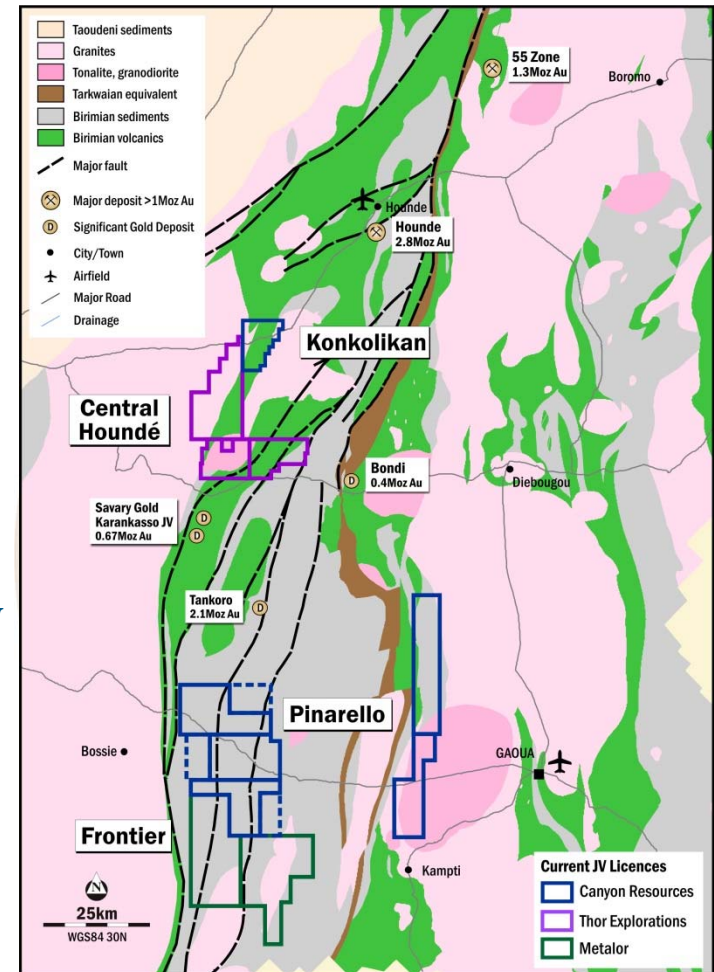 Taoudeni sediments
Granites
Tonalite, granodiorite
Tarkwaian equivalent
Birimian sediments
Birimian volcanics
Major fault
Major deposit >1Moz Au
D
Significant Gold Deposit
City/Town
Airfield
Major Road
Drainage
55 Zone
1.3Moz Au
Boromo
Hounde
Hounde
2.8Moz Au
Konkolikan
Central
Houndé
Bondi
0.4Moz Au
D
Diebougou
Savary Gold
Karankasso JV
0.67Moz Au
D
D
Tankoro
2.1Moz Au
D
Pinarello
Bossie
GAOUA
Frontier
Kampti
N
25km
WGS84 30N
Current JV Licences
Canyon Resources
Thor Explorations
Metalor